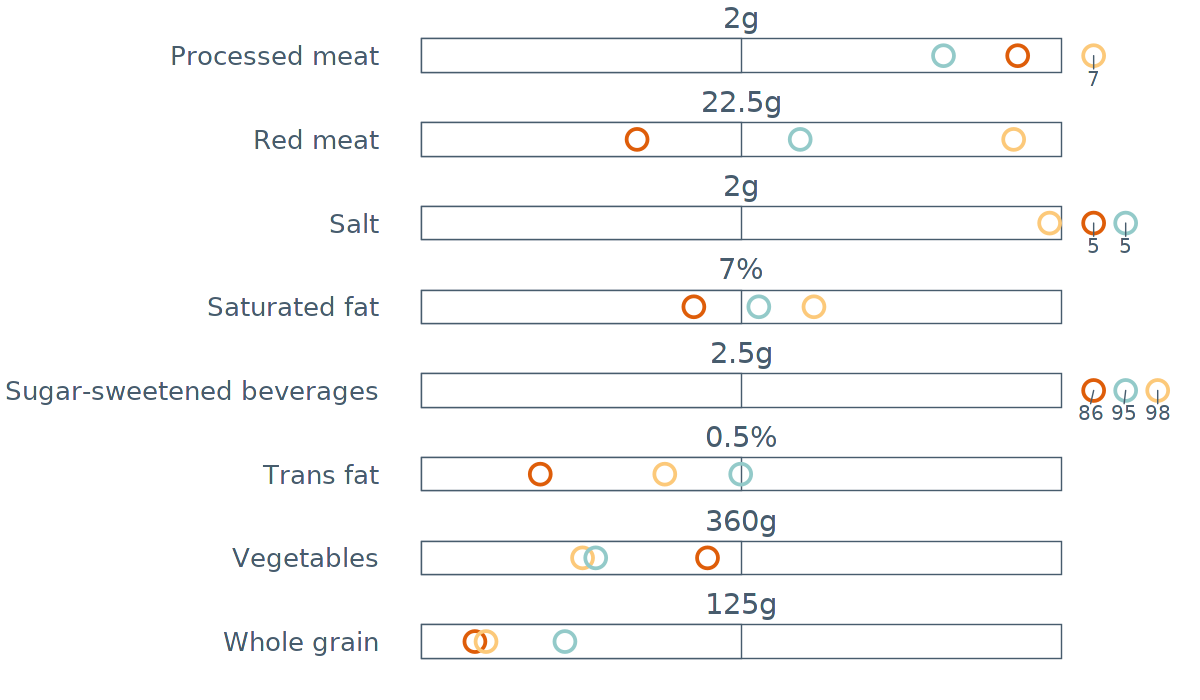 2g
Processed meat
7
22.5g
Red meat
2g
Salt
5 5
7%
Saturated fat
2.5g
Sugar-sweetened beverages
86 95 98
0.5%
Trans fat
360g
Vegetables
125g
Whole grain